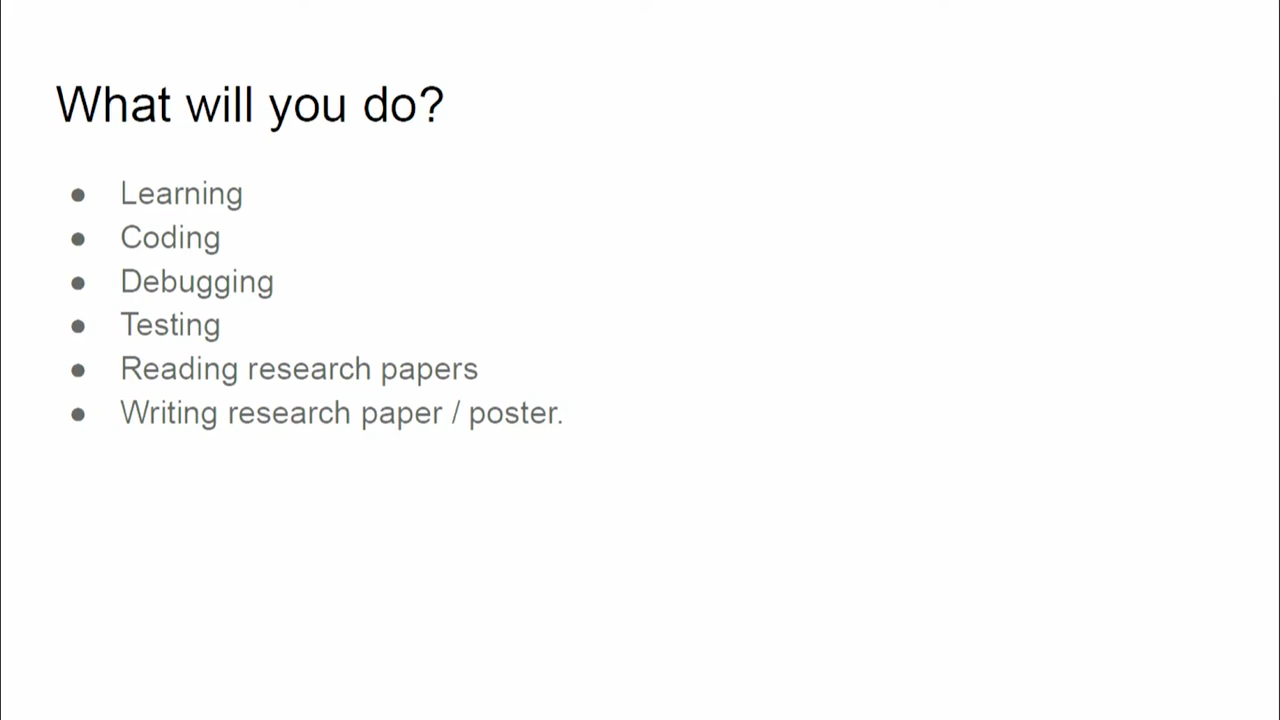 What will you do?
● Learning
● Coding
● Debugging
● Testing
● Reading research papers
● Writing research paper / poster.